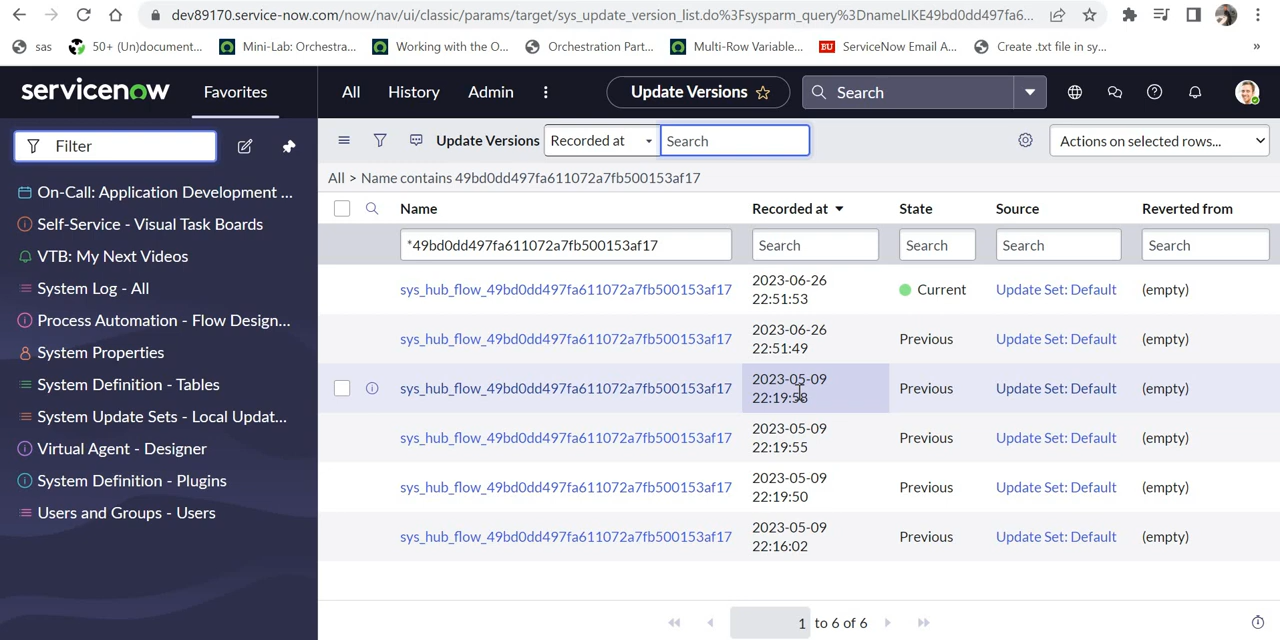 dev89170.service-now.com/now/nav/ui/classic/params/target/sys_update_version_list.do%3Fsysparm_query%3DnameLIKE49bd0dd497fa6...
sas
50+ (Un)document...
Mini-Lab: Orchestra...
Working with the O...
Orchestration Part...
Multi-Row Variable...
BU ServiceNow Email A...
Create .txt file in sy...
»
servicenow
Favorites
All
History
Admin
Update Versions
Search
Filter
Update Versions
Recorded at
Search
Actions on selected rows...
All > Name contains 49bd0dd497fa611072a7fb500153af17
Name
Recorded at
State
Source
Reverted from
*49bd0dd497fa611072a7fb500153af17
Search
Search
Search
Search
sys_hub_flow_49bd0dd497fa611072a7fb500153af17
2023-06-26
22:51:53
Current
Update Set: Default
(empty)
sys_hub_flow_49bd0dd497fa611072a7fb500153af17
2023-06-26
22:51:49
Previous
Update Set: Default
(empty)
sys_hub_flow_49bd0dd497fa611072a7fb500153af17
2023-05-09
22:19:58
Previous
Update Set: Default
(empty)
sys_hub_flow_49bd0dd497fa611072a7fb500153af17
2023-05-09
22:19:55
Previous
Update Set: Default
(empty)
sys_hub_flow_49bd0dd497fa611072a7fb500153af17
2023-05-09
22:19:50
Previous
Update Set: Default
(empty)
sys_hub_flow_49bd0dd497fa611072a7fb500153af17
2023-05-09
22:16:02
Previous
Update Set: Default
(empty)
On-Call: Application Development ...
Self-Service - Visual Task Boards
VTB: My Next Videos
System Log - All
Process Automation - Flow Design...
System Properties
System Definition - Tables
System Update Sets - Local Updat...
Virtual Agent - Designer
System Definition - Plugins
Users and Groups - Users
1 to 6 of 6